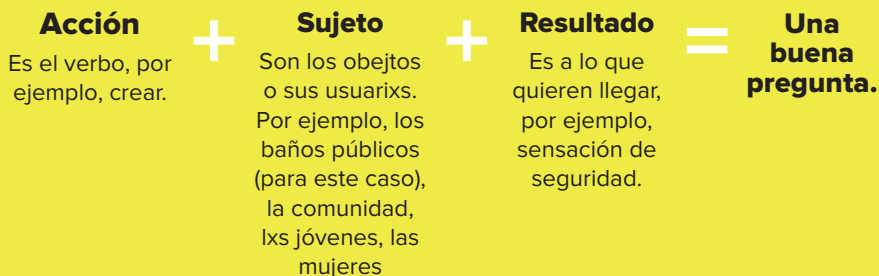 Acción
Es el verbo, por
ejemplo, crear.
+
Sujeto
Son los obejtos
o sus usuarixs.
Por ejemplo, los
baños públicos
(para este caso),
la comunidad,
lxs jóvenes, las
mujeres
+
Resultado
Es a lo que
quieren llegar,
por ejemplo,
sensación de
seguridad.
=
Una
buena
pregunta.